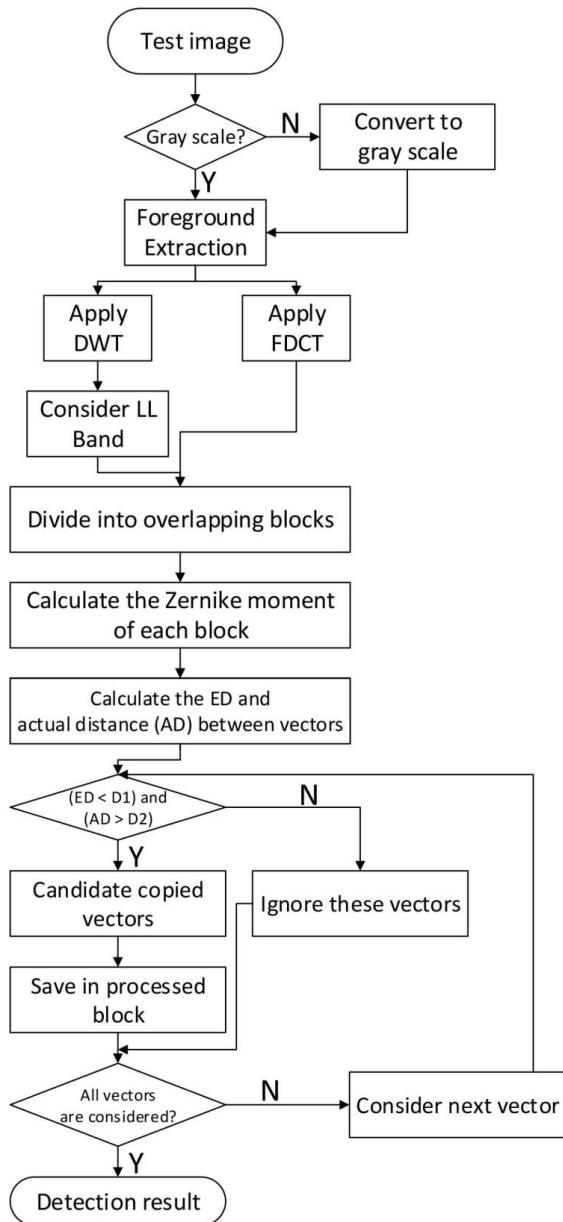 Test image
Gray scale?
N
Convert to
gray scale
Y
Foreground
Extraction
Apply
DWT
Apply
FDCT
Consider LL
Band
Divide into overlapping blocks
Calculate the Zernike moment
of each block
Calculate the ED and
actual distance (AD) between vectors
(ED < D1) and
(AD > D2)
N
Y
Candidate copied
vectors
Ignore these vectors
Save in processed
block
All vectors
are considered?
N
Consider next vector
Y
Detection result